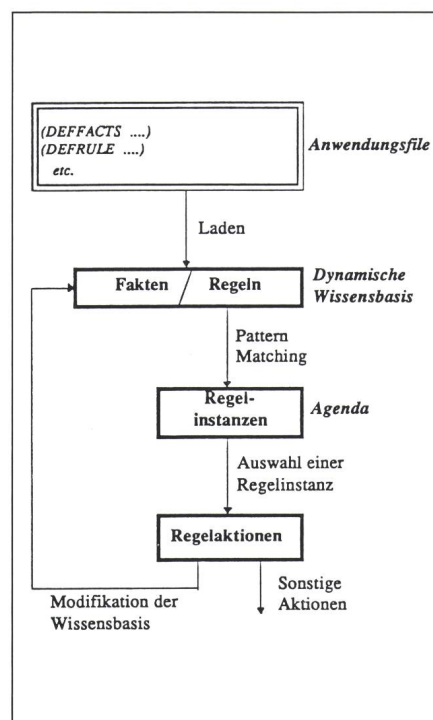 (DEFFACTS ....)
(DEFRULE ....)
etc.
Anwendungsfile
Laden
Fakten / Regeln
Dynamische
Wissensbasis
Pattern
Matching
Regel-
instanzen
Agenda
Auswahl einer
Regelinstanz
Regelaktionen
Modifikation der
Wissensbasis
Sonstige
Aktionen